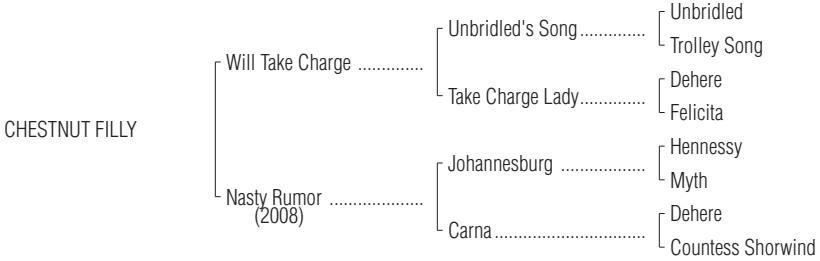 Unbridled
Unbridled's Song..............
Trolley Song
Will Take Charge ..............
Dehere
Take Charge Lady..............
Felicita
CHESTNUT FILLY
Hennessy
Johannesburg ..................
Myth
Nasty Rumor ....................
(2008)
Dehere
Carna................................
Countess Shorwind